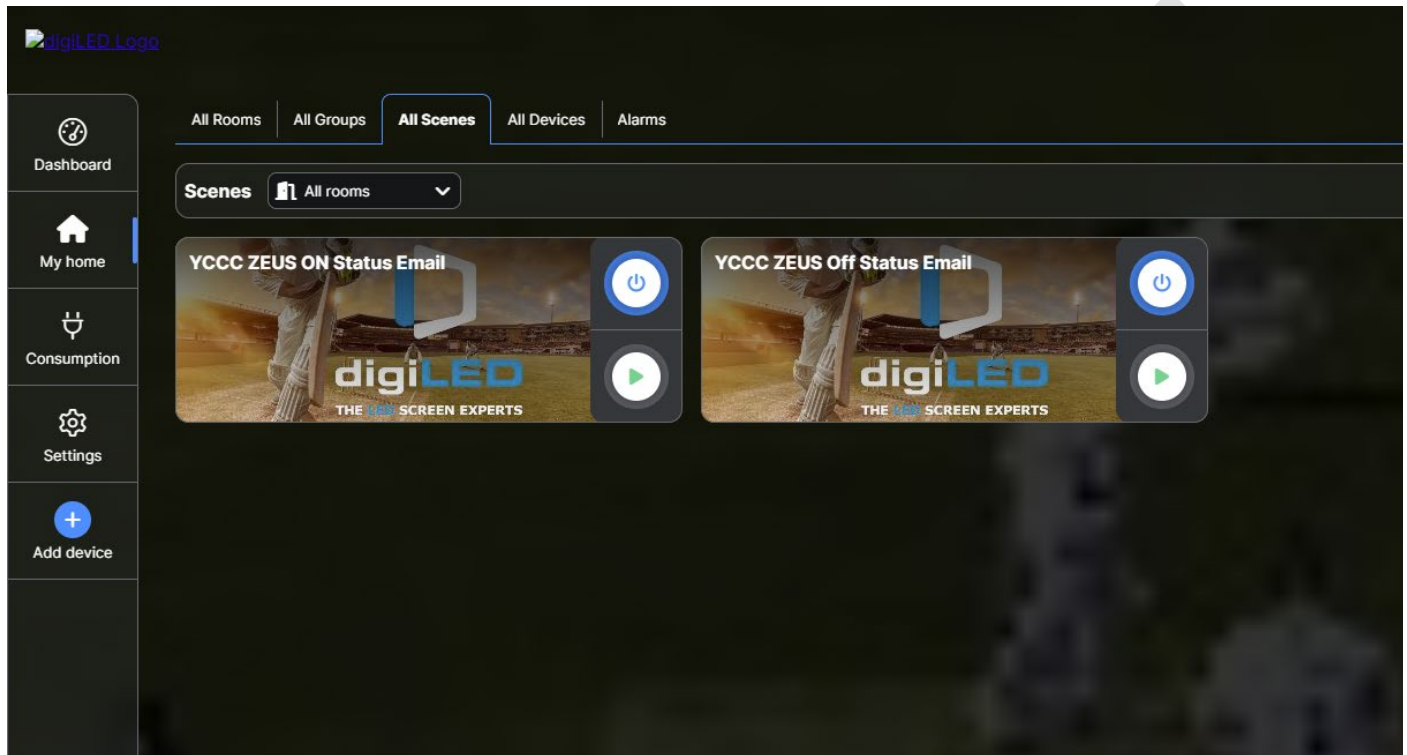 digiLED Logo
All Rooms
All Groups
All Scenes
All Devices
Alarms
Dashboard
My home
Consumption
Settings
Add device
Scenes
All rooms
YCCC ZEUS ON Status Email
digiLED
THE LED SCREEN EXPERTS
YCCC ZEUS Off Status Email
digiLED
THE LED SCREEN EXPERTS